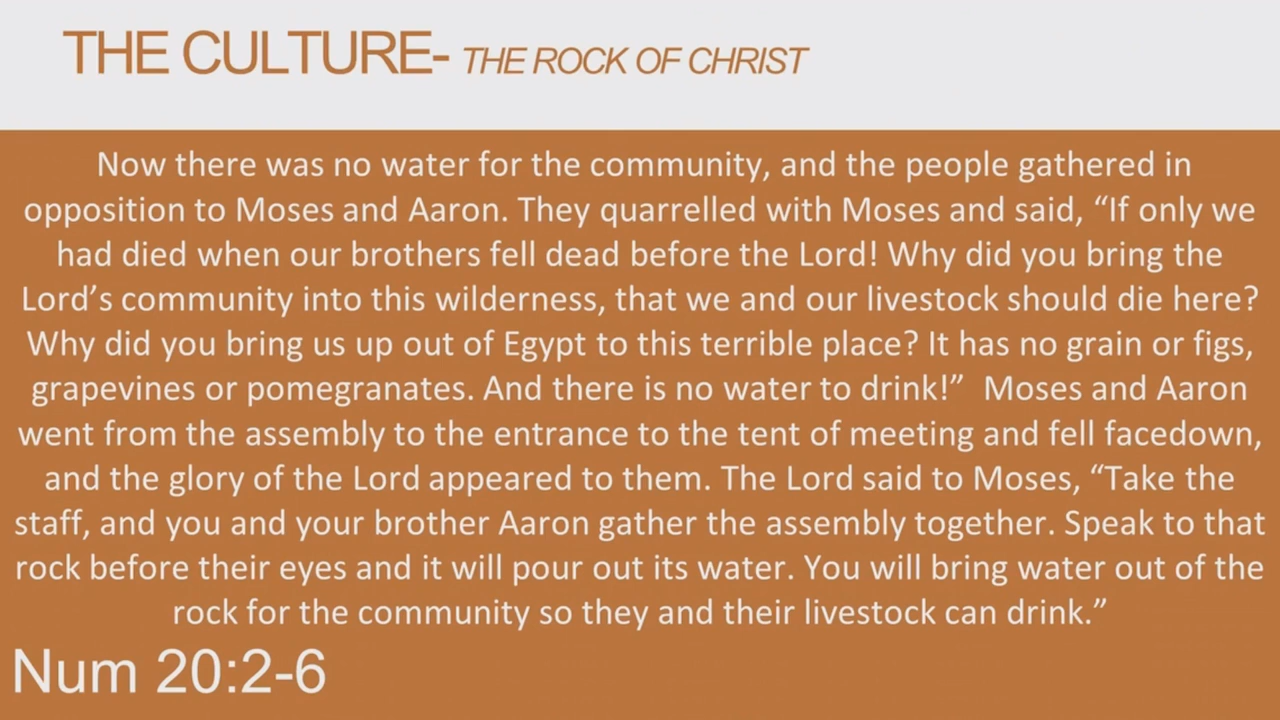 THE CULTURE- THE ROCK OF CHRIST
Now there was no water for the community, and the people gathered in
opposition to Moses and Aaron. They quarrelled with Moses and said, “If only we
had died when our brothers fell dead before the Lord! Why did you bring the
Lord’s community into this wilderness, that we and our livestock should die here?
Why did you bring us up out of Egypt to this terrible place? It has no grain or figs,
grapevines or pomegranates. And there is no water to drink!”  Moses and Aaron
went from the assembly to the entrance to the tent of meeting and fell facedown,
and the glory of the Lord appeared to them. The Lord said to Moses, “Take the
staff, and you and your brother Aaron gather the assembly together. Speak to that
rock before their eyes and it will pour out its water. You will bring water out of the
rock for the community so they and their livestock can drink.”
Num 20:2-6